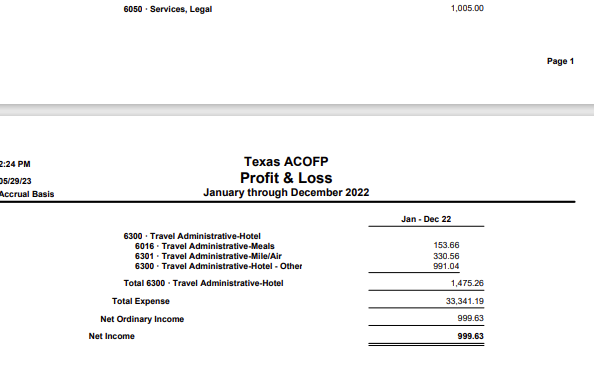 6050 · Services, Legal 1,005.00
Page 1
2:24 PM Texas ACOFP
05/29/23 Profit & Loss
Accrual Basis January through December 2022
Jan - Dec 22
6300 · Travel Administrative-Hotel
6016 · Travel Administrative-Meals 153.66
6301 · Travel Administrative-Mile/Air 330.56
6300 · Travel Administrative-Hotel - Other 991.04
Total 6300 · Travel Administrative-Hotel 1,475.26
Total Expense 33,341.19
Net Ordinary Income 999.63
Net Income 999.63